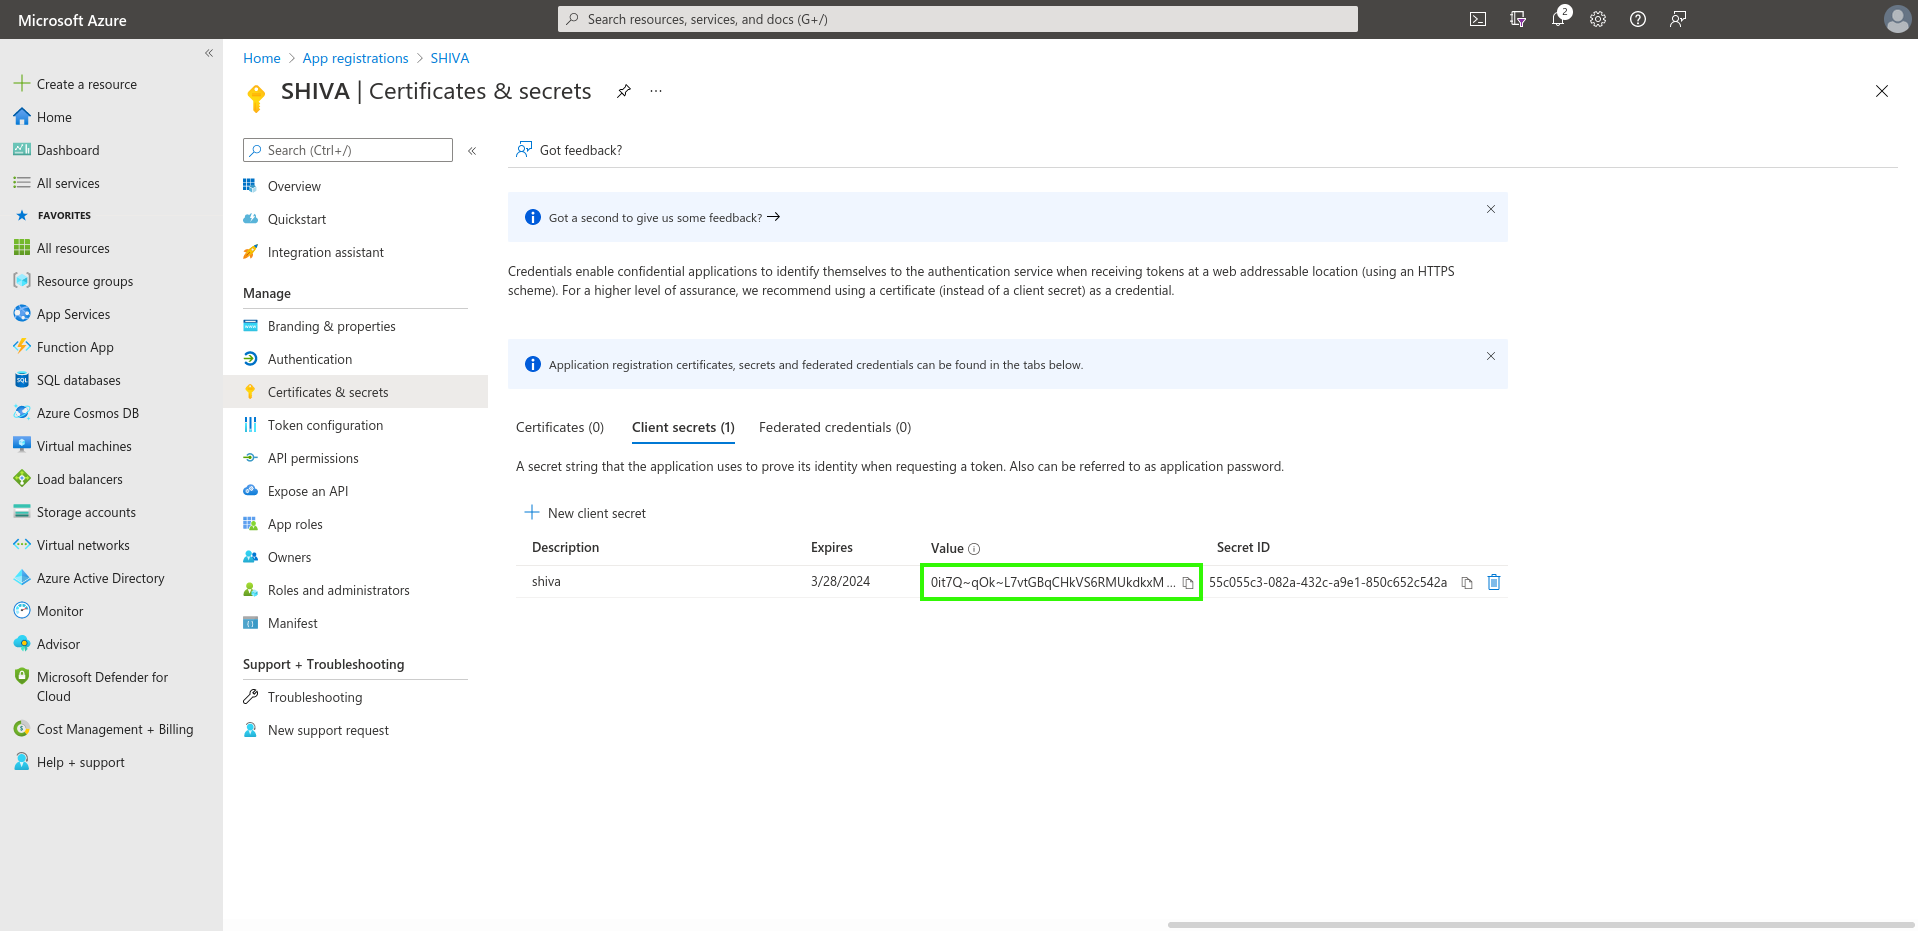 Microsoft Azure
Search resources, services, and docs (G+/)
2
Create a resource
Home
Dashboard
All services
FAVORITES
All resources
Resource groups
App Services
Function App
SQL databases
Azure Cosmos DB
Virtual machines
Load balancers
Storage accounts
Virtual networks
Azure Active Directory
Monitor
Advisor
Microsoft Defender for
Cloud
Cost Management + Billing
Help + support
Home > App registrations > SHIVA
SHIVA | Certificates & secrets
Search (Ctrl+/)
Overview
Quickstart
Integration assistant
Manage
Branding & properties
Authentication
Certificates & secrets
Token configuration
API permissions
Expose an API
App roles
Owners
Roles and administrators
Manifest
Support + Troubleshooting
Troubleshooting
New support request
Got feedback?
Got a second to give us some feedback? →
Credentials enable confidential applications to identify themselves to the authentication service when receiving tokens at a web addressable location (using an HTTPS
scheme). For a higher level of assurance, we recommend using a certificate (instead of a client secret) as a credential.
Application registration certificates, secrets and federated credentials can be found in the tabs below.
Certificates (0) Client secrets (1) Federated credentials (0)
A secret string that the application uses to prove its identity when requesting a token. Also can be referred to as application password.
New client secret
Description Expires Value Secret ID
shiva 3/28/2024 0it7Q~qOk~L7vtGBqCHkVS6RMUkdkxM ... 55c055c3-082a-432c-a9e1-850c652c542a